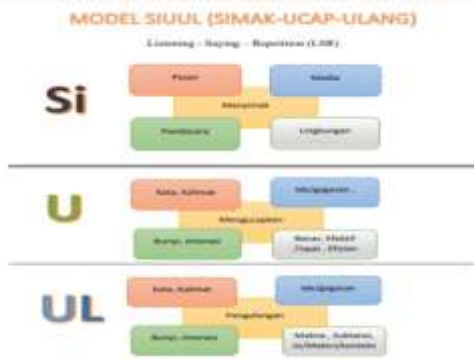 MODEL SIUUL (SIMAK-UCAP-ULANG)
Listening - Saying - Repetition (LSR)
Pesan
Media
Si
Menyimak
Pembicara
Lingkungan
Kata, Kalimat
U
Mengucapkan
Bunyi, Intonasi
Kata, Kalimat
UL
Pengulangan
Bunyi, Intonasi